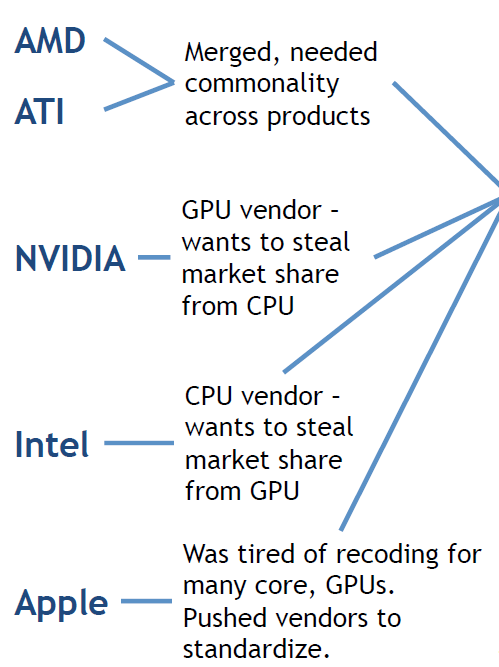 AMD
ATI
Merged, needed
commonality
across products
NVIDIA
GPU vendor –
wants to steal
market share
from CPU
Intel
CPU vendor –
wants to steal
market share
from GPU
Apple
Was tired of recoding for
many core, GPUs.
Pushed vendors to
standardize.